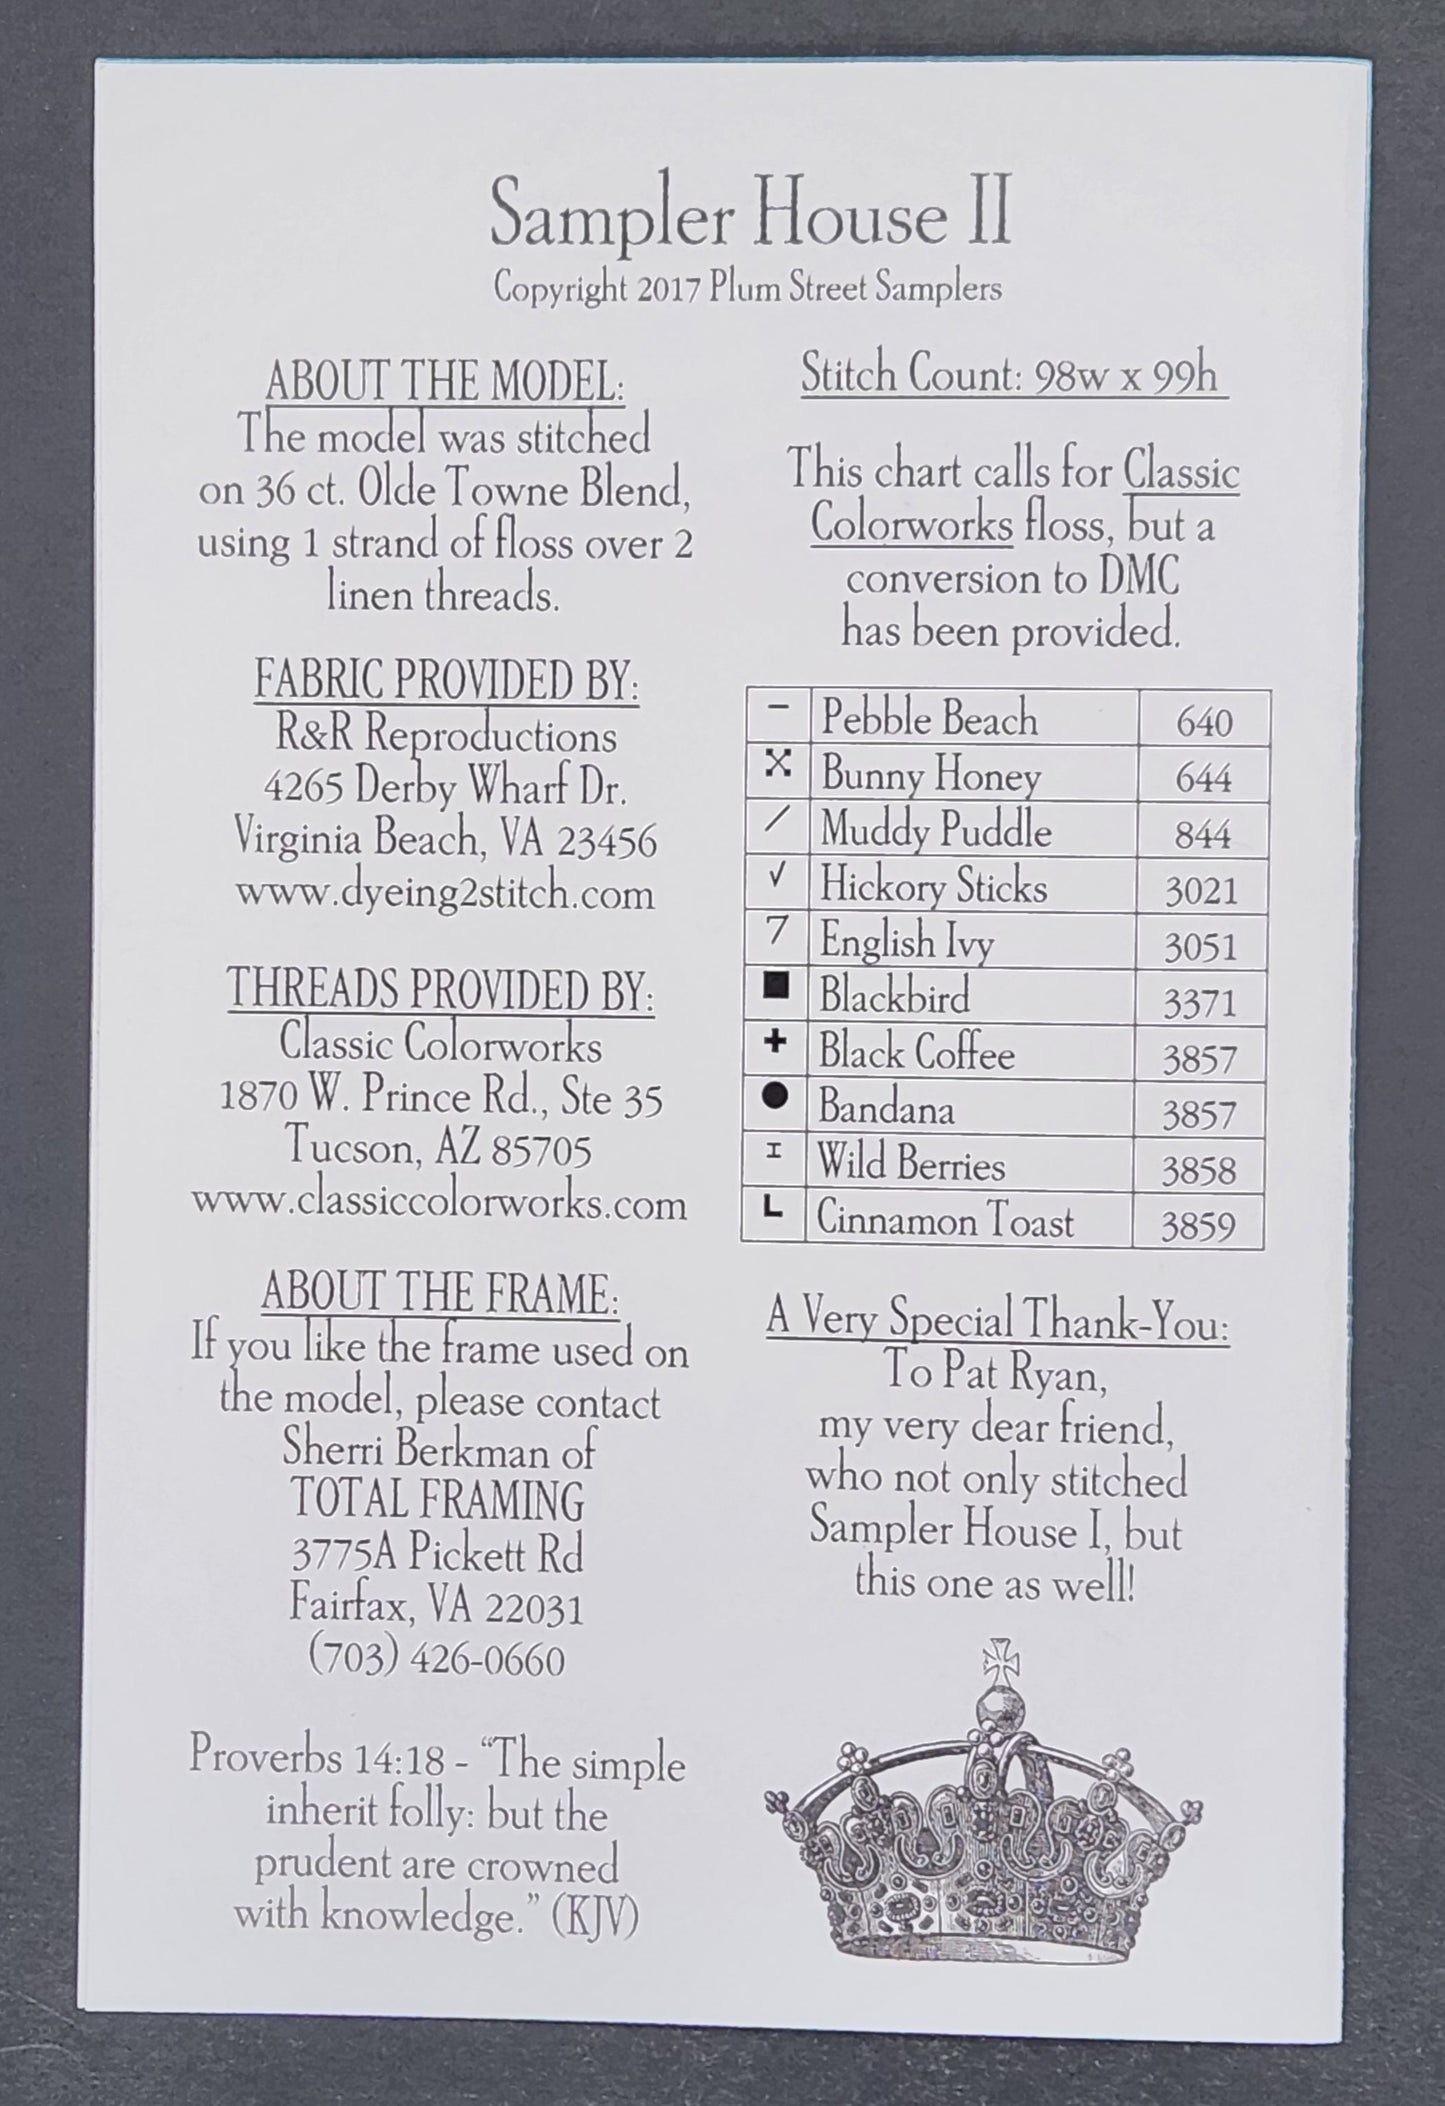 Sampler House II
Copyright 2017 Plum Street Samplers
ABOUT THE MODEL:
The model was stitched
on 36 ct. Olde Towne Blend,
using 1 strand of floss over 2
linen threads.
FABRIC PROVIDED BY:
R&R Reproductions
4265 Derby Wharf Dr.
Virginia Beach, VA 23456
www.dyeing2stitch.com
THREADS PROVIDED BY:
Classic Colorworks
1870 W. Prince Rd., Ste 35
Tucson, AZ 85705
www.classiccolorworks.com
ABOUT THE FRAME:
If you like the frame used on
the model, please contact
Sherri Berkman of
TOTAL FRAMING
3775A Pickett Rd
Fairfax, VA 22031
(703) 426-0660
Proverbs 14:18 - “The simple
inherit folly: but the
prudent are crowned
with knowledge.” (KJV)
Stitch Count: 98w x 99h
This chart calls for Classic
Colorworks floss, but a
conversion to DMC
has been provided.
– Pebble Beach 640
Bunny Honey 644
/ Muddy Puddle 844
√ Hickory Sticks 3021
7 English Ivy 3051
■ Blackbird 3371
+ Black Coffee 3857
● Bandana 3857
I Wild Berries 3858
L Cinnamon Toast 3859
A Very Special Thank-You:
To Pat Ryan,
my very dear friend,
who not only stitched
Sampler House I, but
this one as well!